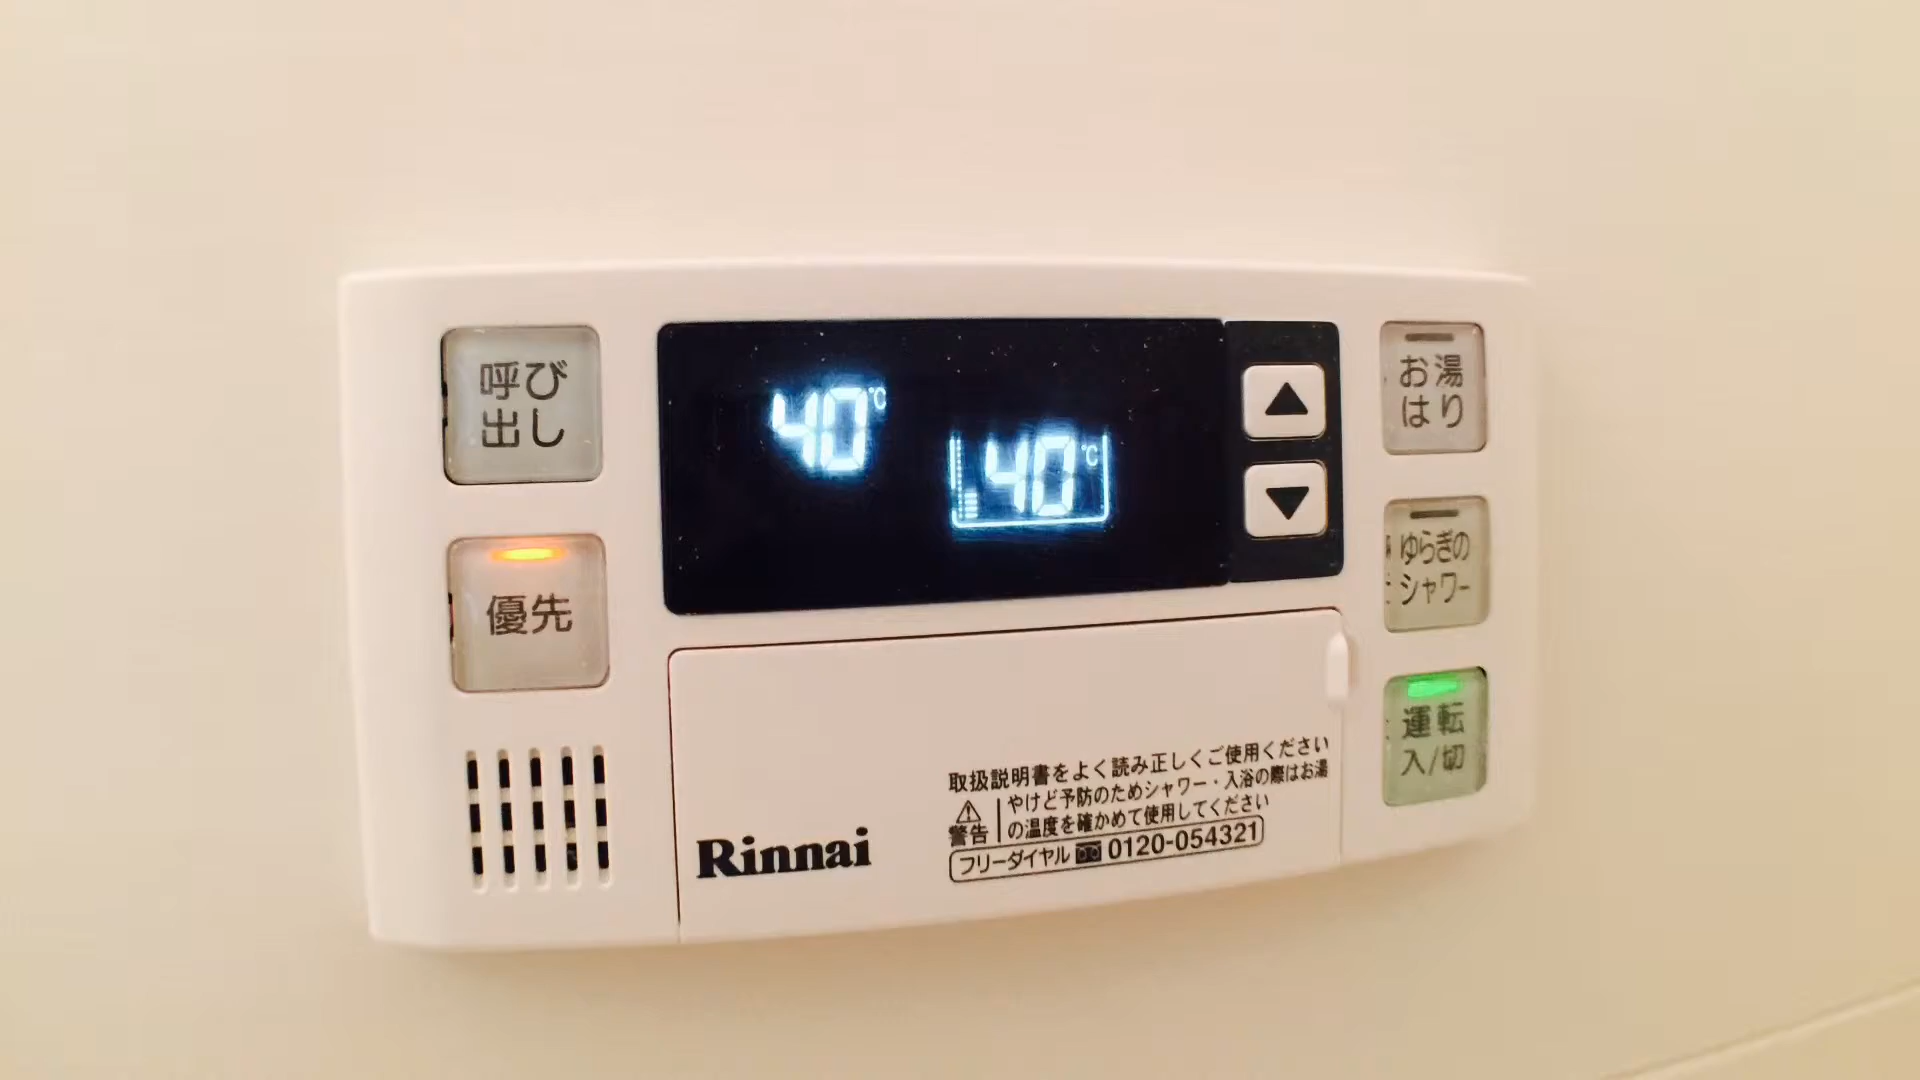 呼び
出し
優先
40℃
40℃
▲
▼
お湯
はり
ゆらぎの
シャワー
運転
入/切
取扱説明書をよく読み正しくご使用ください
警告
やけど予防のためシャワー・入浴の際はお湯
の温度を確かめて使用してください
フリーダイヤル 0120-054321
Rinnai